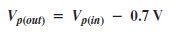 Vp(out) = Vp(in) − 0.7 V